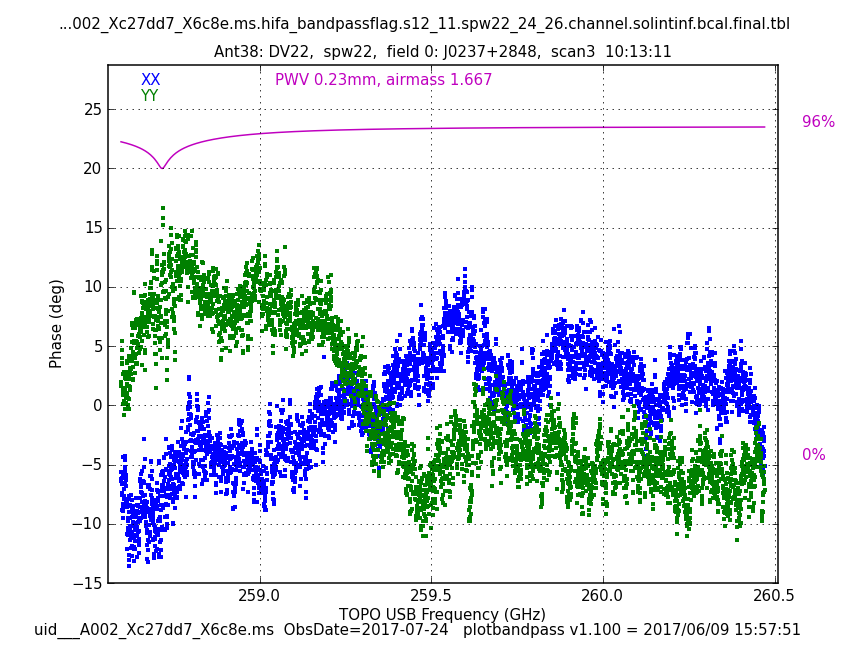 ...002_Xc27dd7_X6c8e.ms.hifa_bandpassflag.s12_11.spw22_24_26.channel.solintinf.bcal.final.tbl
Ant38: DV22, spw22, field 0: J0237+2848, scan3 10:13:11
XX
YY
PWV 0.23mm, airmass 1.667
96%
0%
25
20
15
10
5
0
−5
−10
−15
Phase (deg)
259.0 259.5 260.0 260.5
TOPO USB Frequency (GHz)
uid___A002_Xc27dd7_X6c8e.ms ObsDate=2017-07-24 plotbandpass v1.100 = 2017/06/09 15:57:51